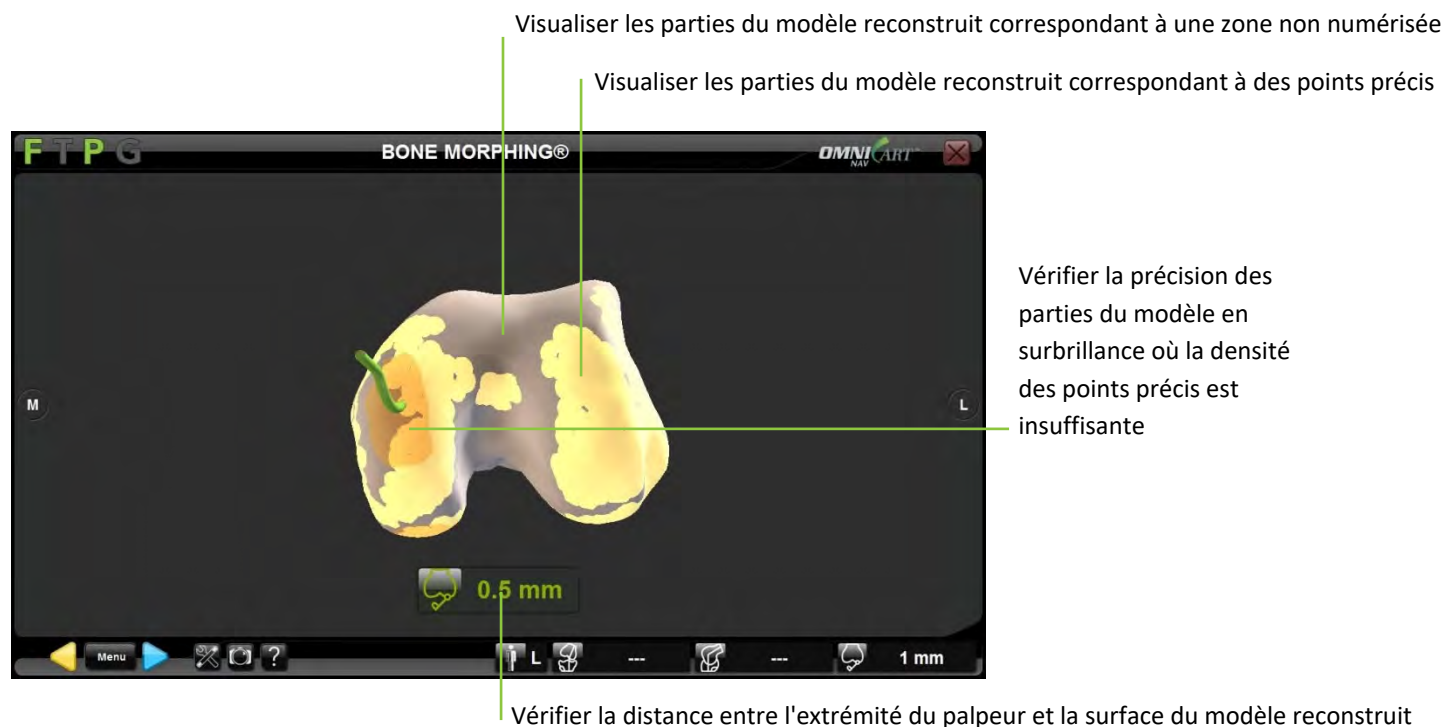 Visualiser les parties du modèle reconstruit correspondant à une zone non numérisée
Visualiser les parties du modèle reconstruit correspondant à des points précis
F T P G
BONE MORPHING®
OMNI CART™
NAV
M
L
Vérifier la précision des
parties du modèle en
surbrillance où la densité
des points précis est
insuffisante
0.5 mm
Menu
?
L
---
---
1 mm
Vérifier la distance entre l'extrémité du palpeur et la surface du modèle reconstruit